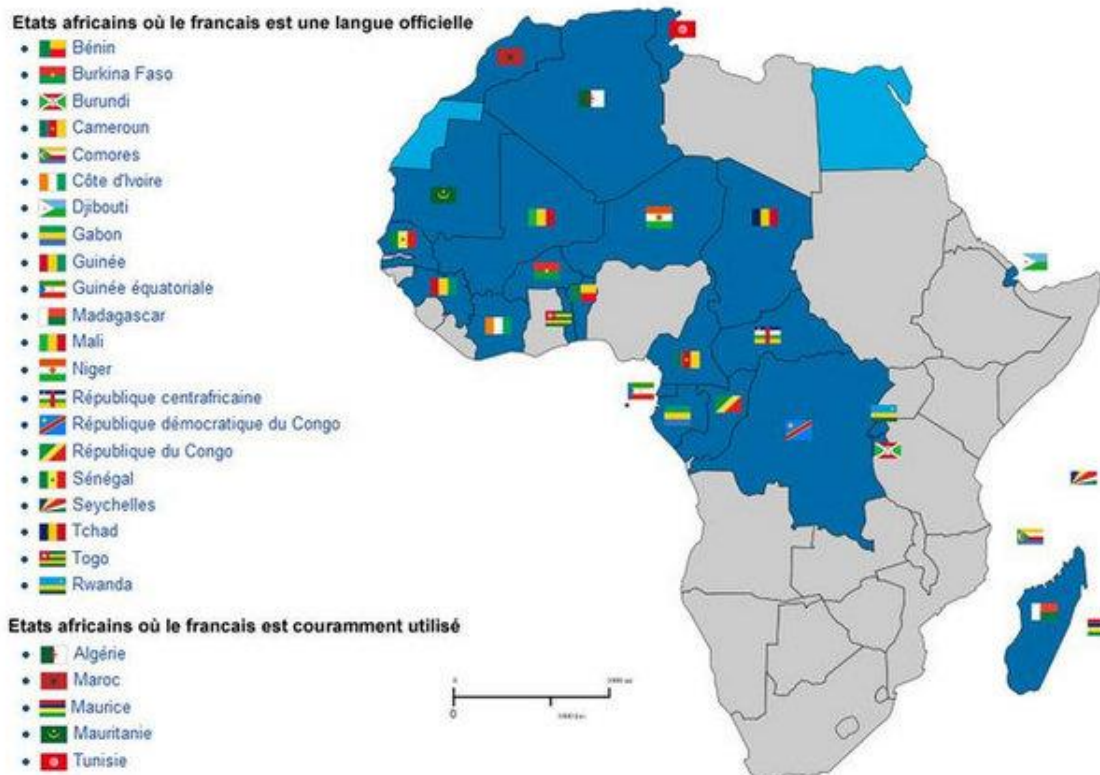 Etats africains où le francais est une langue officielle
Bénin
Burkina Faso
Burundi
Cameroun
Comores
Côte d'Ivoire
Djibouti
Gabon
Guinée
Guinée équatoriale
Madagascar
Mali
Niger
République centrafricaine
République démocratique du Congo
République du Congo
Sénégal
Seychelles
Tchad
Togo
Rwanda
Etats africains où le francais est couramment utilisé
Algérie
Maroc
Maurice
Mauritanie
Tunisie
0
0